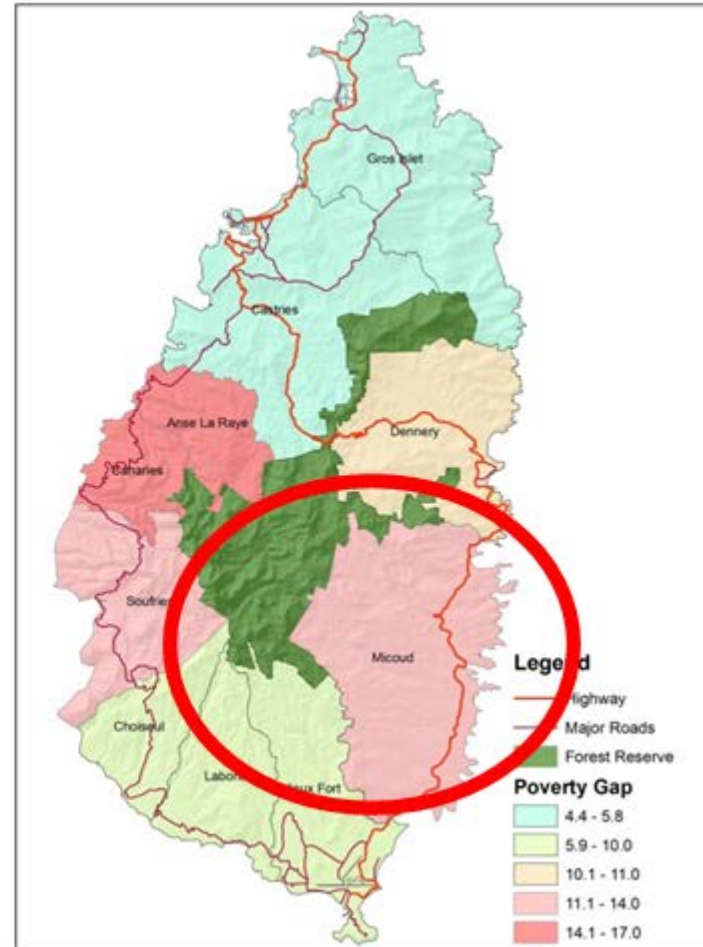 Gros Islet
Castries
Anse La Raye
Dennery
Canaries
Soufrie
Micoud
Choiseul
Legend
Highway
Major Roads
Forest Reserve
Poverty Gap
4.4 - 5.8
5.9 - 10.0
10.1 - 11.0
11.1 - 14.0
14.1 - 17.0
Fort